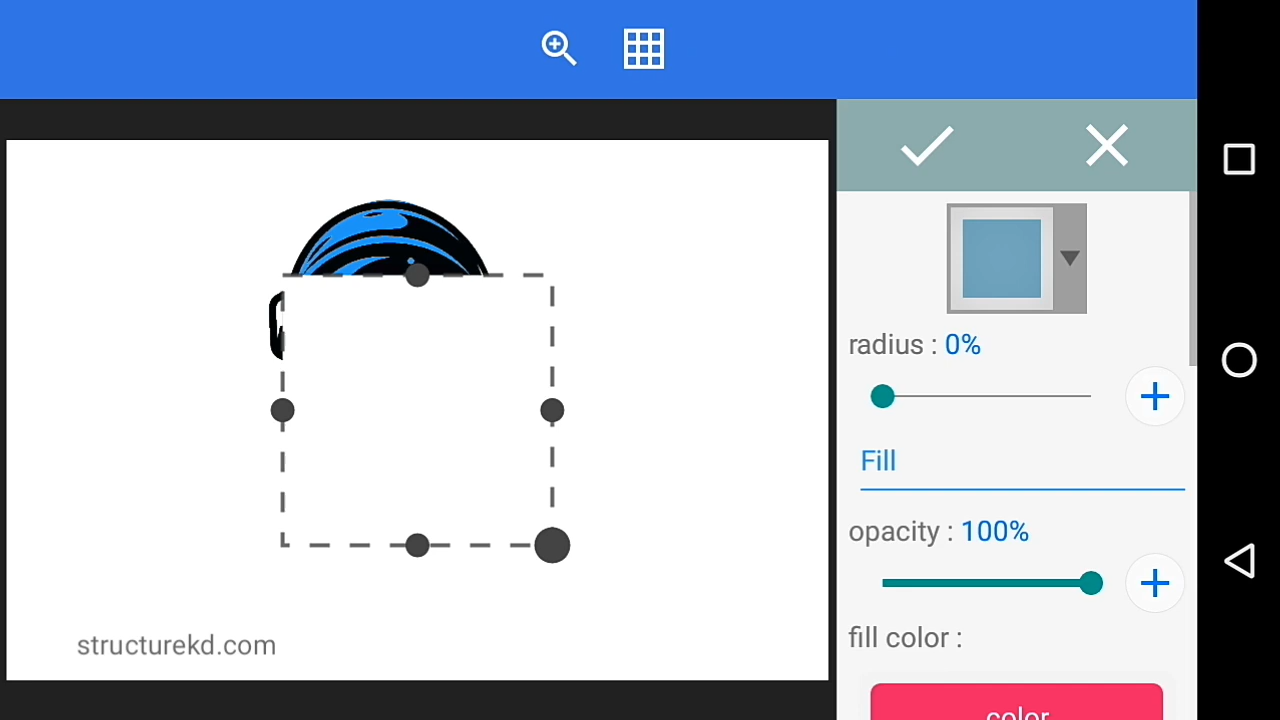 radius : 0%
Fill
opacity : 100%
fill color :
color
structurekd.com